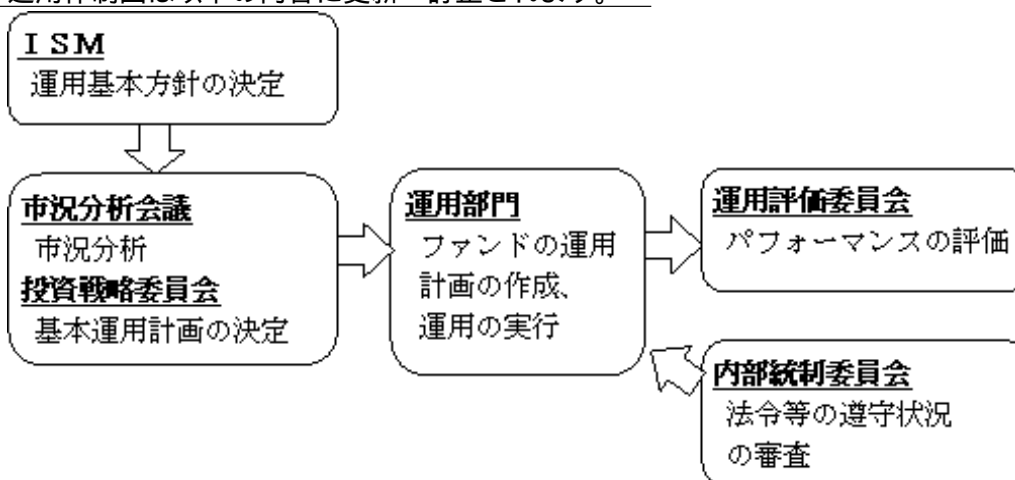 運用体制図は以下の内容に更新・訂正されます。
ＩＳＭ
運用基本方針の決定
市況分析会議
市況分析
投資戦略委員会
基本運用計画の決定
運用部門
ファンドの運用
計画の作成、
運用の実行
運用評価委員会
パフォーマンスの評価
内部統制委員会
法令等の遵守状況
の審査